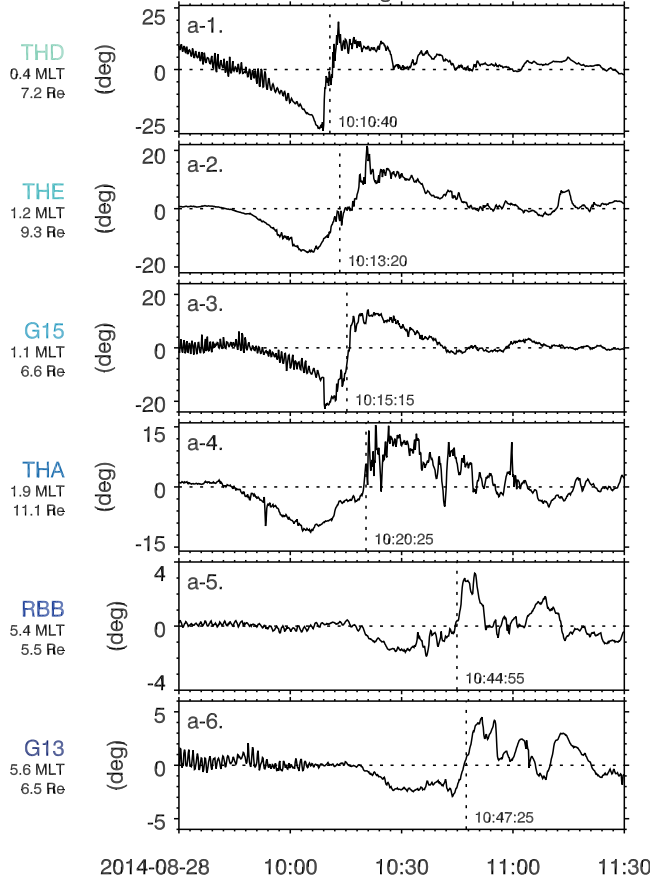 25
a-1.
THD
0.4 MLT
7.2 Re
(deg)
0
-25
10:10:40
20
a-2.
THE
1.2 MLT
9.3 Re
(deg)
0
-20
10:13:20
20
a-3.
G15
1.1 MLT
6.6 Re
(deg)
0
-20
10:15:15
15
a-4.
THA
1.9 MLT
11.1 Re
(deg)
0
-15
10:20:25
4
a-5.
RBB
5.4 MLT
5.5 Re
(deg)
0
-4
10:44:55
5
a-6.
G13
5.6 MLT
6.5 Re
(deg)
0
-5
10:47:25
2014-08-28 10:00 10:30 11:00 11:30